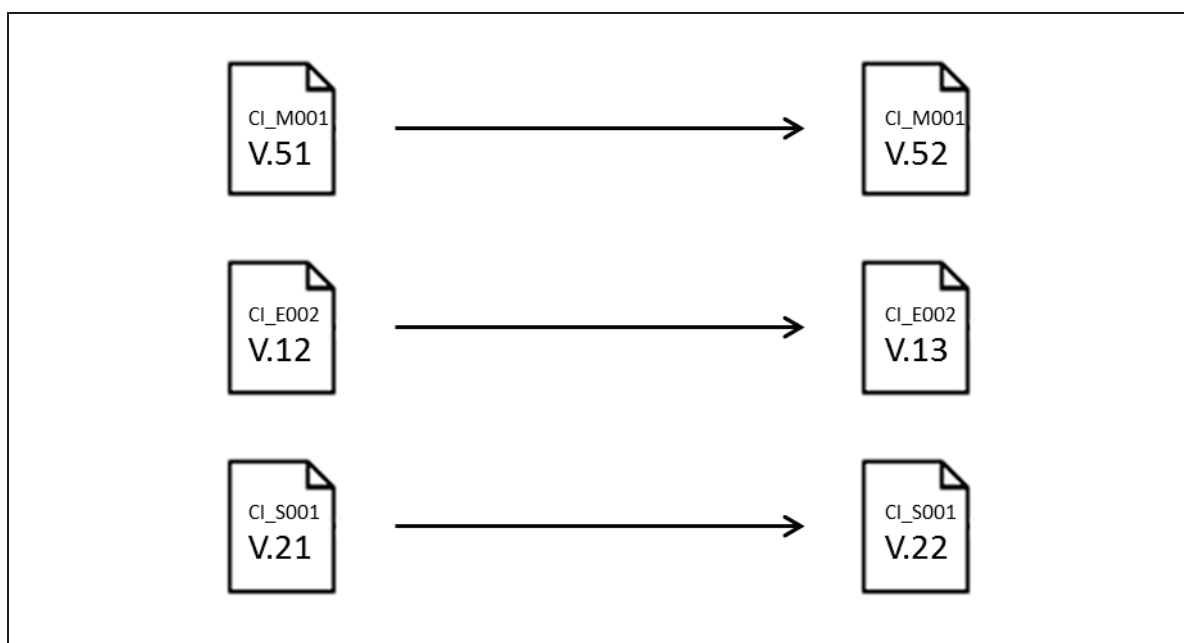 CI_M001
V.51
CI_M001
V.52
CI_E002
V.12
CI_E002
V.13
CI_S001
V.21
CI_S001
V.22